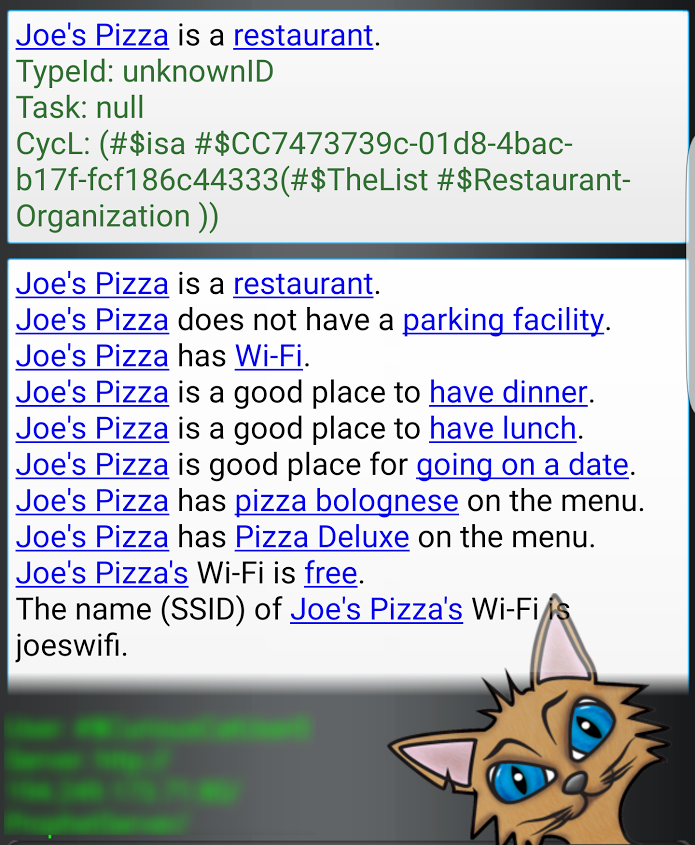 Joe's Pizza is a restaurant.
TypeId: unknownID
Task: null
CycL: (#$isa #$CC7473739c-01d8-4bac-
b17f-fcf186c44333(#$TheList #$Restaurant-
Organization ))
Joe's Pizza is a restaurant.
Joe's Pizza does not have a parking facility.
Joe's Pizza has Wi-Fi.
Joe's Pizza is a good place to have dinner.
Joe's Pizza is a good place to have lunch.
Joe's Pizza is good place for going on a date.
Joe's Pizza has pizza bolognese on the menu.
Joe's Pizza has Pizza Deluxe on the menu.
Joe's Pizza's Wi-Fi is free.
The name (SSID) of Joe's Pizza's Wi-Fi is
joeswifi.